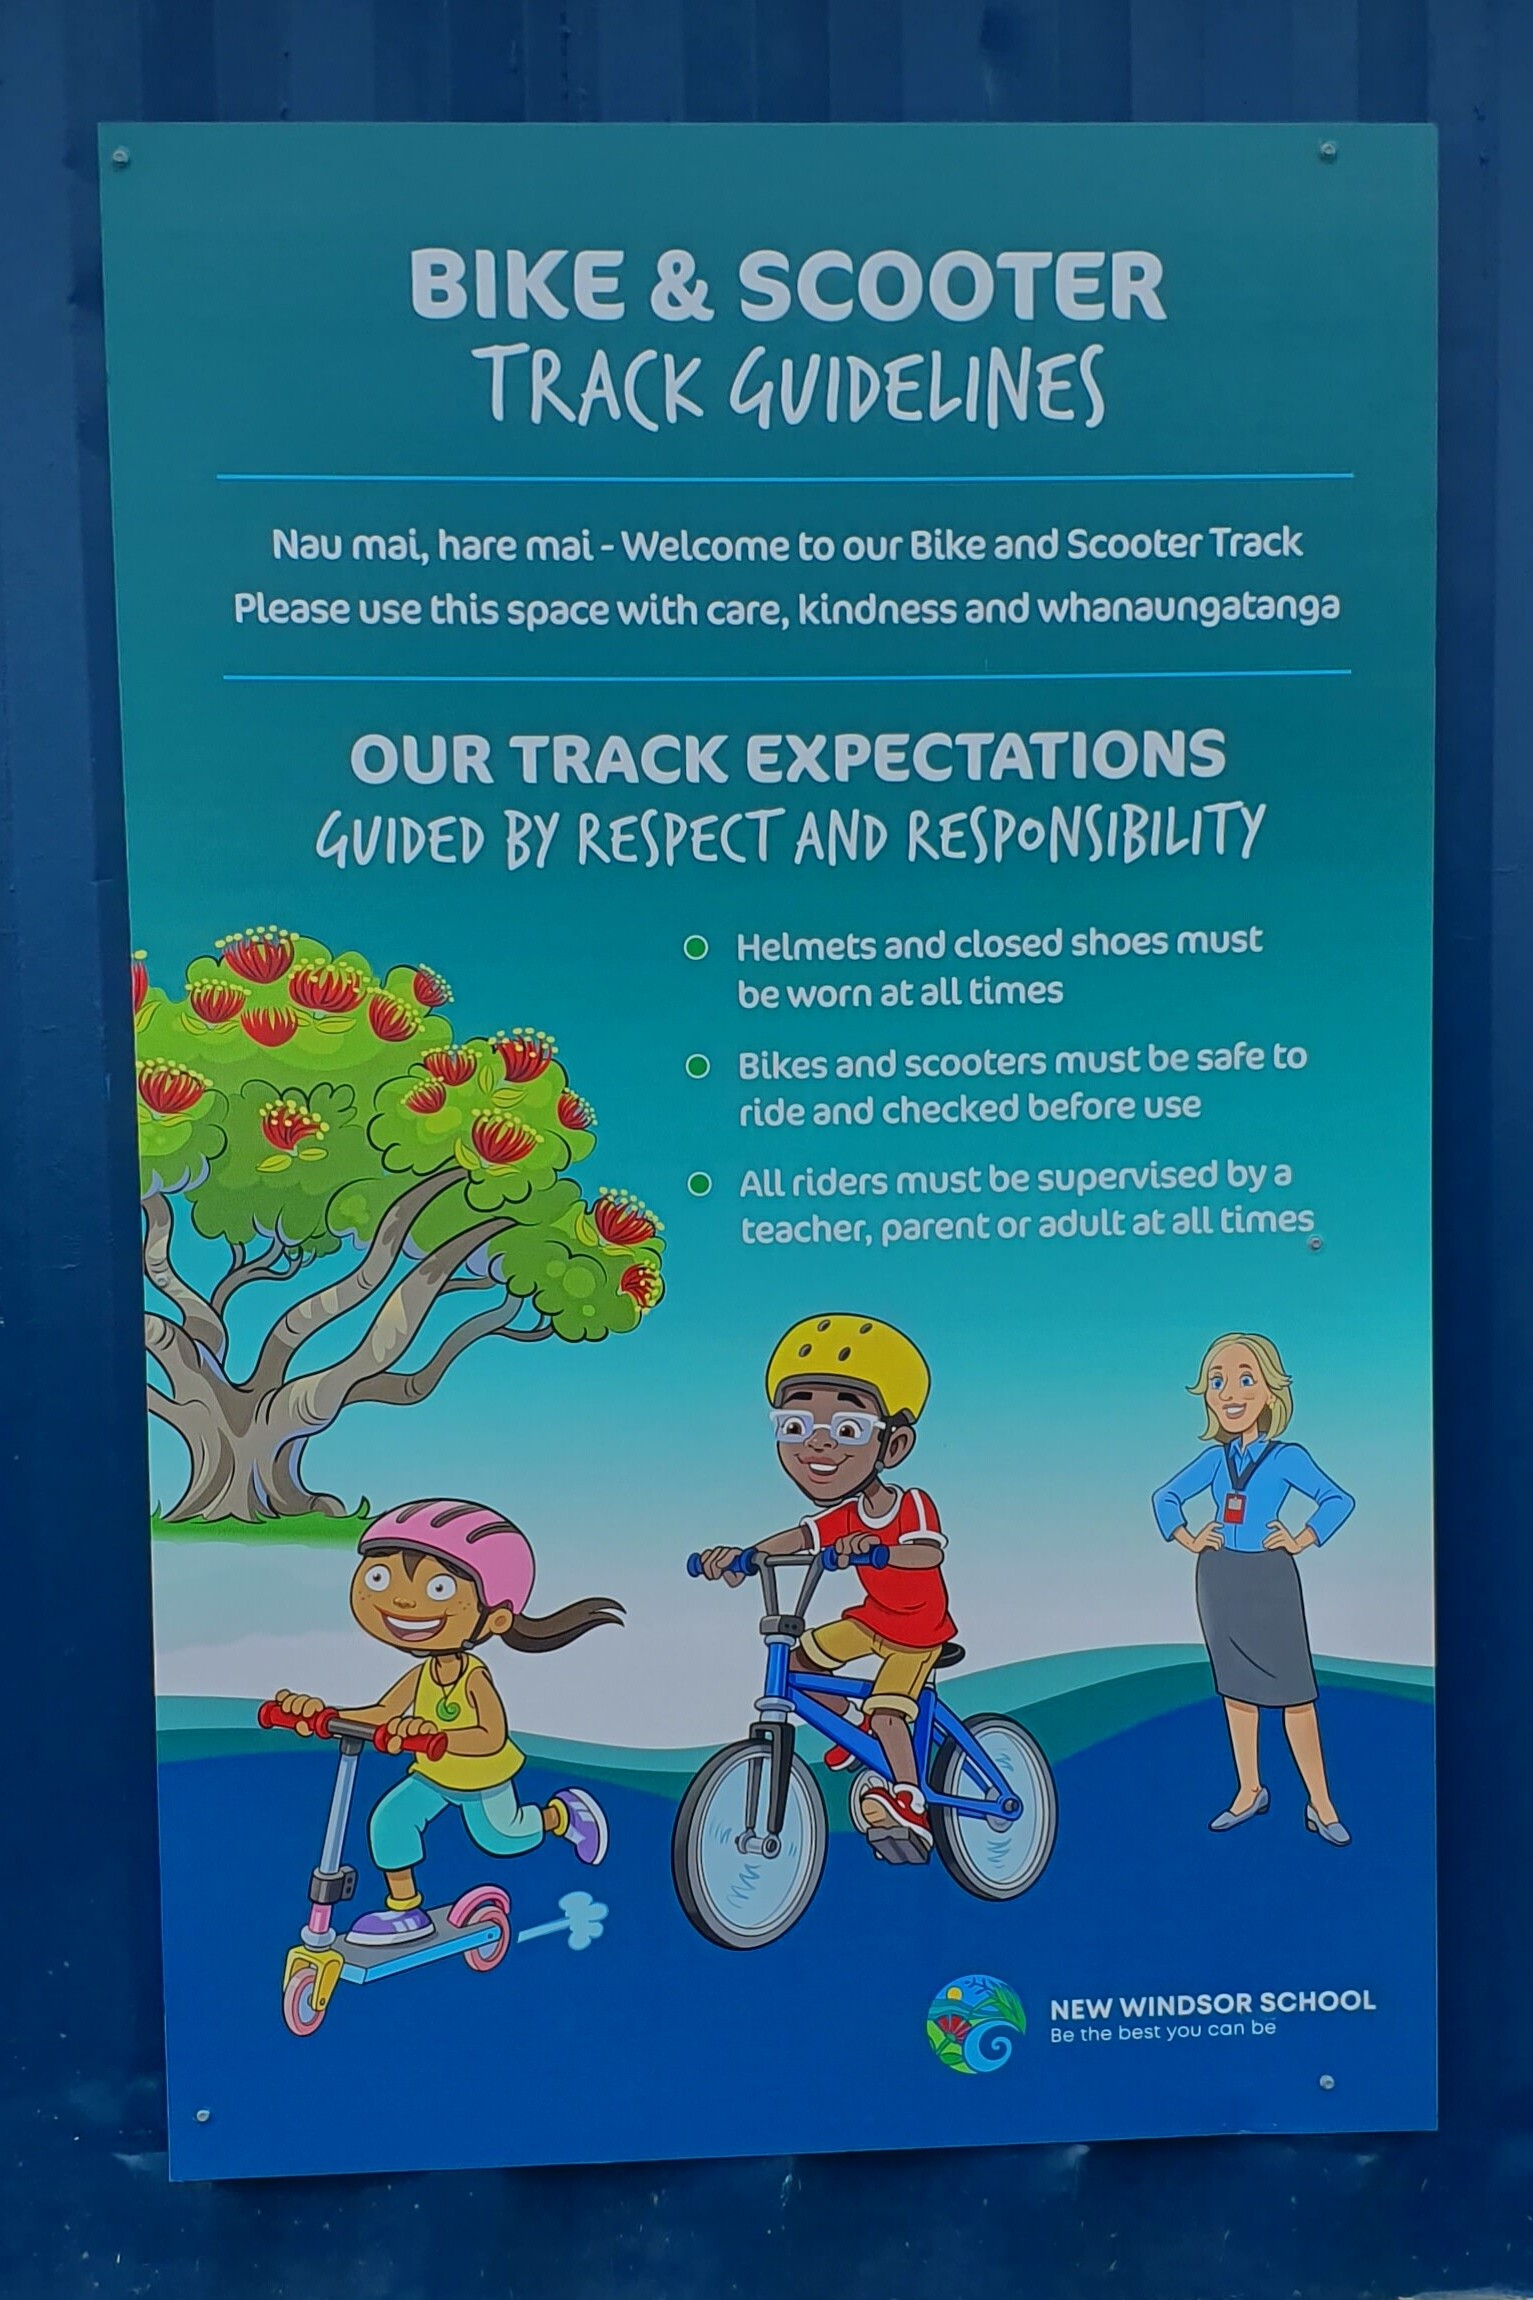 BIKE & SCOOTER
TRACK GUIDELINES
Nau mai, hare mai - Welcome to our Bike and Scooter Track
Please use this space with care, kindness and whanaungatanga
OUR TRACK EXPECTATIONS
GUIDED BY RESPECT AND RESPONSIBILITY
Helmets and closed shoes must
be worn at all times
Bikes and scooters must be safe to
ride and checked before use
All riders must be supervised by a
teacher, parent or adult at all times
NEW WINDSOR SCHOOL
Be the best you can be